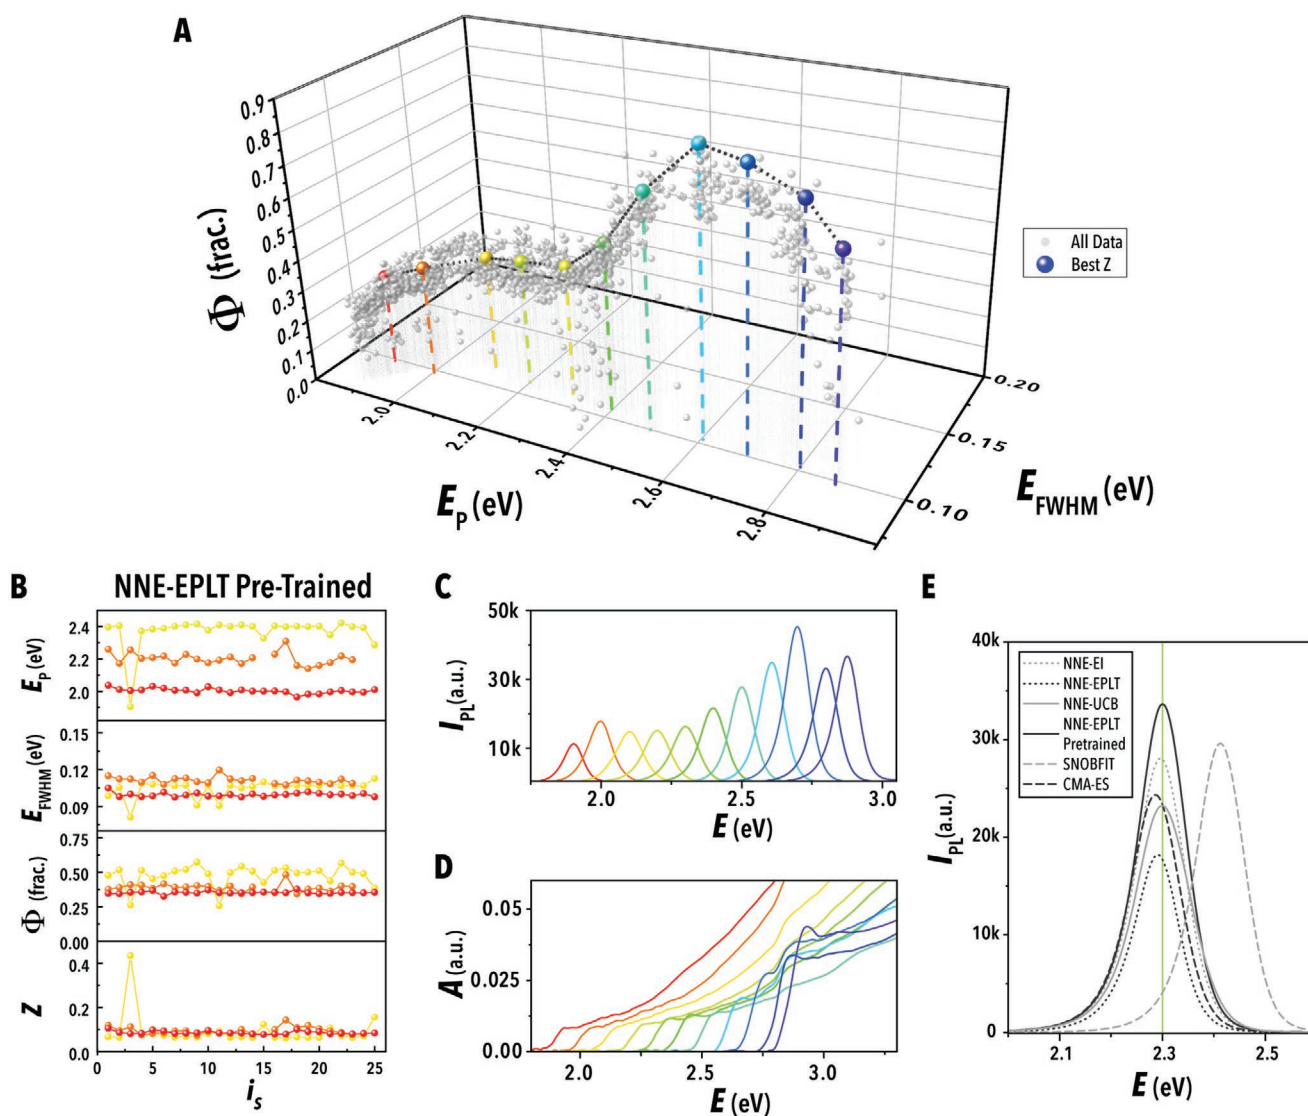 A
0.9
0.8
0.7
0.6
0.5
0.4
0.3
0.2
0.1
0.0
Φ (frac.)
2.0
2.2
2.4
2.6
2.8
E_P (eV)
0.20
0.15
0.10
E_FWHM (eV)
All Data
Best Z
B
NNE-EPLT Pre-Trained
2.4
2.2
2.0
E_P (eV)
0.15
0.12
0.09
E_FWHM (eV)
0.75
0.50
0.25
0.00
Φ (frac.)
0.4
0.2
0.0
Z
0
5
10
15
20
25
i_s
C
50k
30k
10k
I_PL (a.u.)
2.0
2.5
3.0
E (eV)
D
0.05
0.025
0.00
A (a.u.)
2.0
2.5
3.0
E (eV)
E
40k
30k
20k
10k
0
I_PL (a.u.)
NNE-EI
NNE-EPLT
NNE-UCB
NNE-EPLT
Pretrained
SNOBFIT
CMA-ES
2.1
2.3
2.5
E (eV)